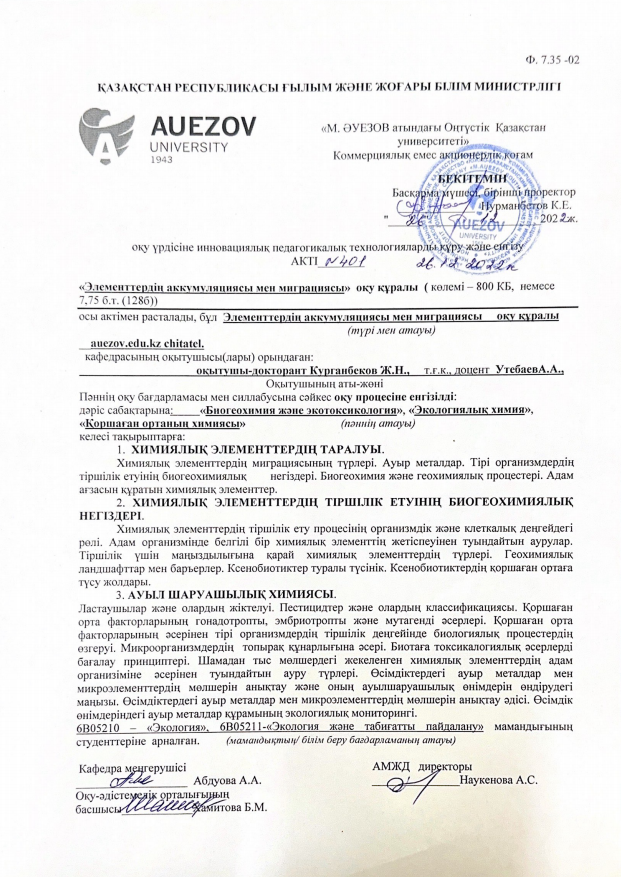 Ф. 7.35 -02
ҚАЗАҚСТАН РЕСПУБЛИКАСЫ ҒЫЛЫМ ЖӘНЕ ЖОҒАРЫ БІЛІМ МИНИСТРЛІГІ
AUEZOV
UNIVERSITY
1943
«М. ӘУЕЗОВ атындағы Оңтүстік Қазақстан
университеті»
Коммерциялық емес акционерлік қоғам
БЕКІТЕМІН
Басқарма мүшесі, бірінші проректор
Нурманбетов К.Е.
"26" 12 2022ж.
AUEZOV
UNIVERSITY
оқу үрдісіне инновациялық педагогикалық технологияларды құру және енгізу
АКТІ №401 26.12.2022ж
«Элементтердің аккумуляциясы мен миграциясы» оқу құралы ( көлемі – 800 КБ, немесе
7,75 б.т. (128б))
осы актімен расталады, бұл Элементтердің аккумуляциясы мен миграциясы оқу құралы
(түрі мен атауы)
auezov.edu.kz chitatel.
кафедрасының оқытушысы(лары) орындаған:
оқытушы-докторант Курганбеков Ж.Н., т.ғ.к., доцент УтебаевА.А.,
Оқытушының аты-жөні
Пәннің оқу бағдарламасы мен силлабусына сәйкес оқу процесіне енгізілді:
дәріс сабақтарына: «Биогеохимия және экотоксикология», «Экологиялық химия»,
«Қоршаған ортаның химиясы» (пәннің атауы)
келесі тақырыптарға:
1. ХИМИЯЛЫҚ ЭЛЕМЕНТТЕРДІҢ ТАРАЛУЫ.
Химиялық элементтердің миграциясының түрлері. Ауыр металдар. Тірі организмдердің
тіршілік етуінің биогеохимиялық негіздері. Биогеохимия және геохимиялық процестері. Адам
ағзасын құратын химиялық элементтер.
2. ХИМИЯЛЫҚ ЭЛЕМЕНТТЕРДІҢ ТІРШІЛІК ЕТУІНІҢ БИОГЕОХИМИЯЛЫҚ
НЕГІЗДЕРІ.
Химиялық элементтердің тіршілік ету процесінің организмдік және клеткалық деңгейдегі
рөлі. Адам организмінде белгілі бір химиялық элементтің жетіспеуінен туындайтын аурулар.
Тіршілік үшін маңыздылығына қарай химиялық элементтердің түрлері. Геохимиялық
ландшафттар мен барьерлер. Ксенобиотиктер туралы түсінік. Ксенобиотиктердің қоршаған ортаға
түсу жолдары.
3. АУЫЛ ШАРУАШЫЛЫҚ ХИМИЯСЫ.
Ластаушылар және олардың жіктелуі. Пестицидтер және олардың классификациясы. Қоршаған
орта факторларының гонадотропты, эмбриотропты және мутагенді әсерлері. Қоршаған орта
факторларының әсерінен тірі организмдердің тіршілік деңгейінде биологиялық процестердің
өзгеруі. Микроорганизмдердің топырақ құнарлығына әсері. Биотаға токсикалогиялық әсерлерді
бағалау принциптері. Шамадан тыс мөлшердегі жекеленген химиялық элементтердің адам
организіміне әсерінен туындайтын ауру түрлері. Өсімдіктердегі ауыр металдар мен
микроэлементтердің мөлшерін анықтау және оның ауылшаруашылық өнімдерін өндірудегі
маңызы. Өсімдіктердегі ауыр металдар мен микроэлементтердің мөлшерін анықтау әдісі. Өсімдік
өнімдеріндегі ауыр металдар құрамының экологиялық мониторингі.
6В05210 – «Экология», 6В05211-«Экология және табиғатты пайдалану» мамандығының
студенттеріне арналған. (мамандықтың/ білім беру бағдарламаның атауы)
Кафедра меңгерушісі АМЖД директоры
Абдуова А.А. Наукенова А.С.
Оқу-әдістемелік орталығының
басшысы Хамитова Б.М.